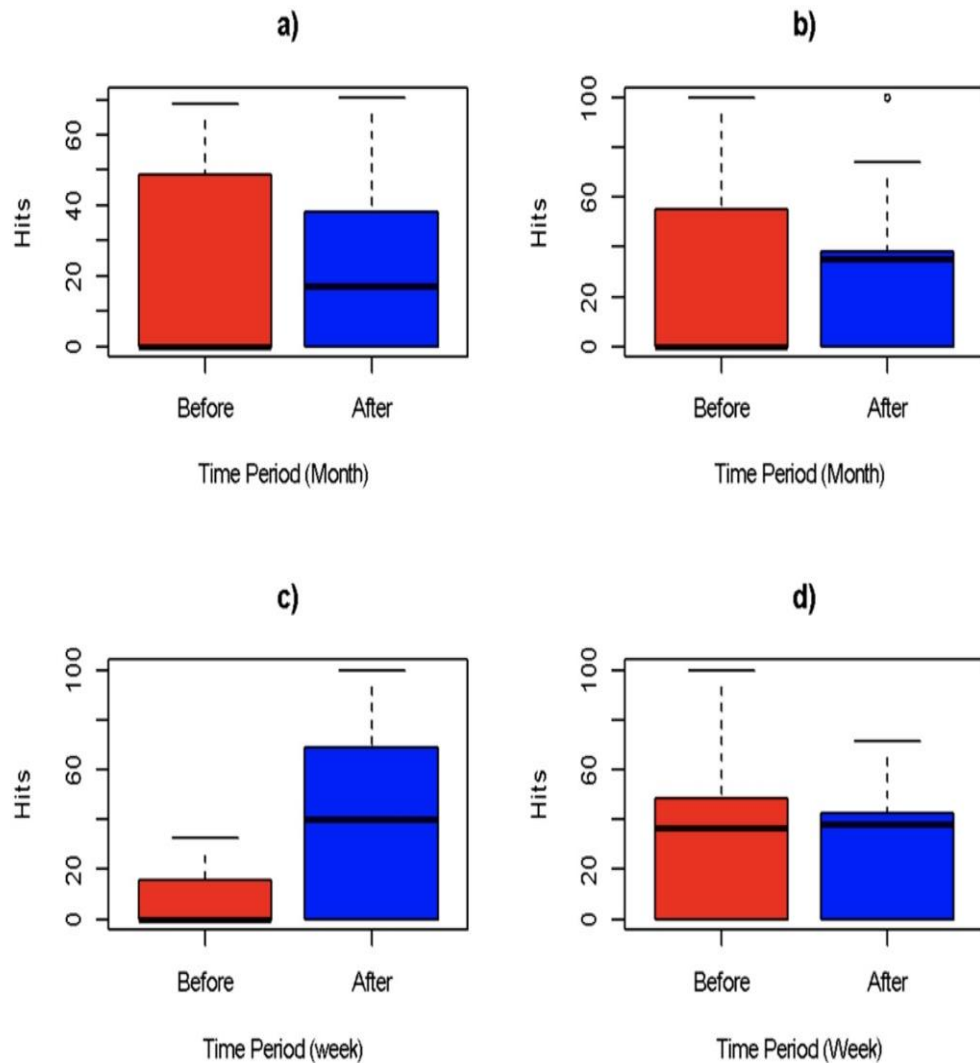 a)
Hits
0
20
40
60
Before
After
Time Period (Month)
b)
Hits
0
20
60
100
Before
After
Time Period (Month)
c)
Hits
0
20
60
100
Before
After
Time Period (week)
d)
Hits
0
20
60
100
Before
After
Time Period (Week)